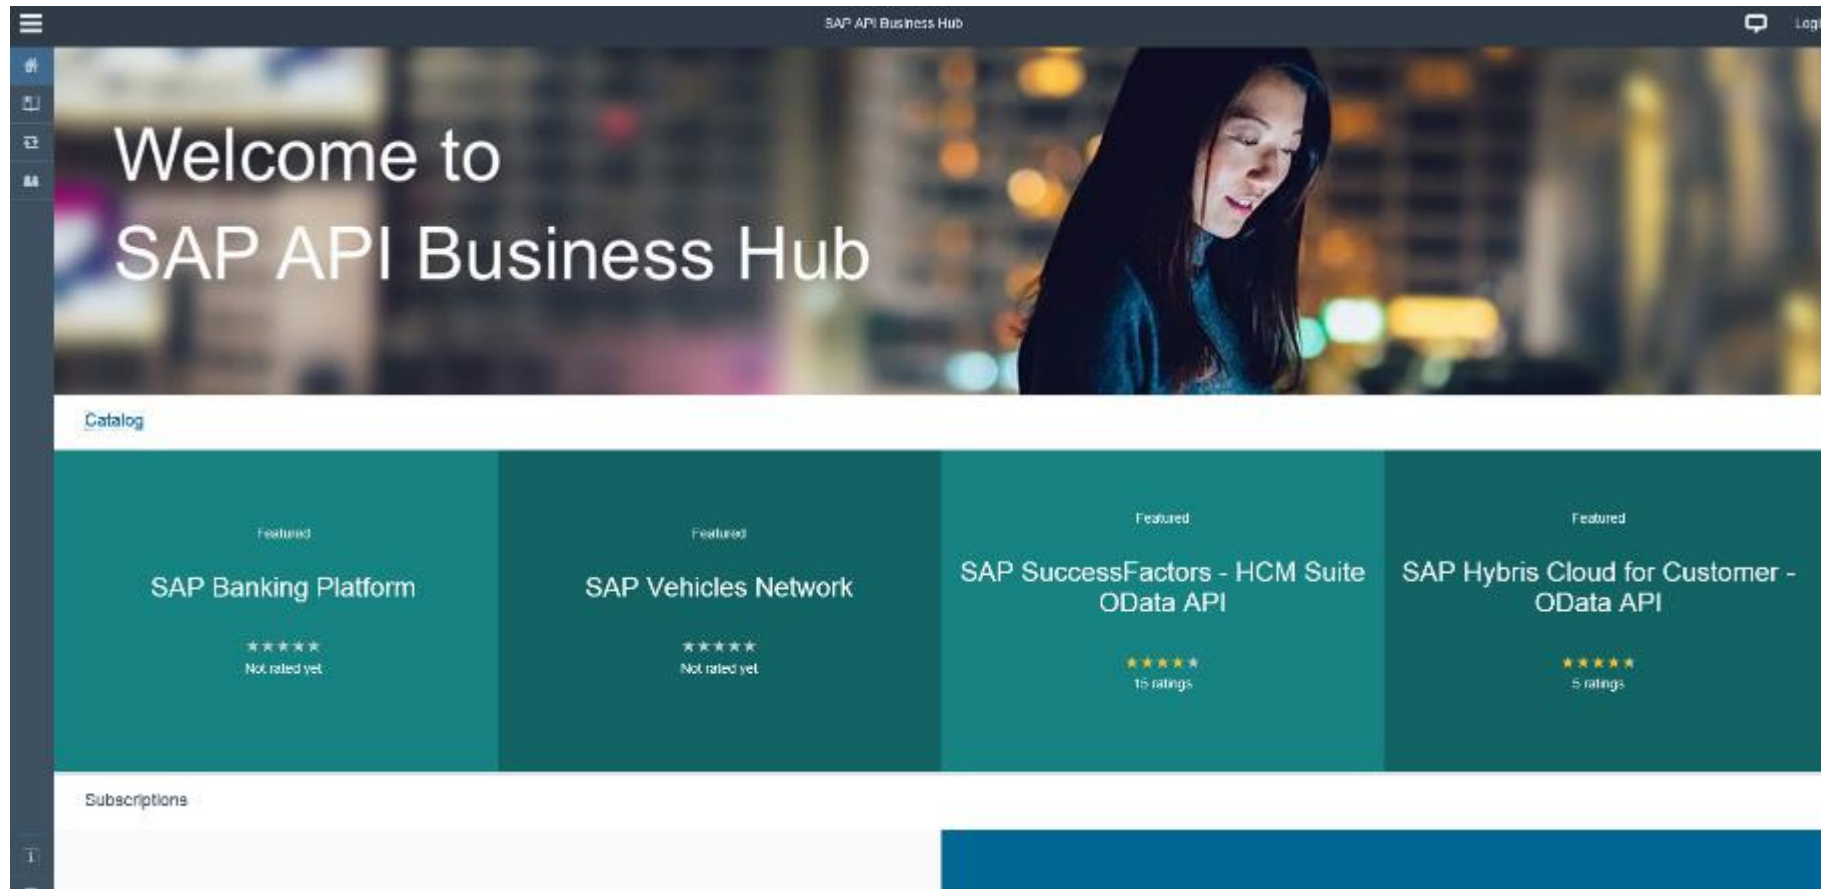 SAP API Business Hub
Logi
Welcome to
SAP API Business Hub
Catalog
Featured
SAP Banking Platform
Not rated yet
Featured
SAP Vehicles Network
Not rated yet
Featured
SAP SuccessFactors - HCM Suite
OData API
15 ratings
Featured
SAP Hybris Cloud for Customer -
OData API
5 ratings
Subscriptions